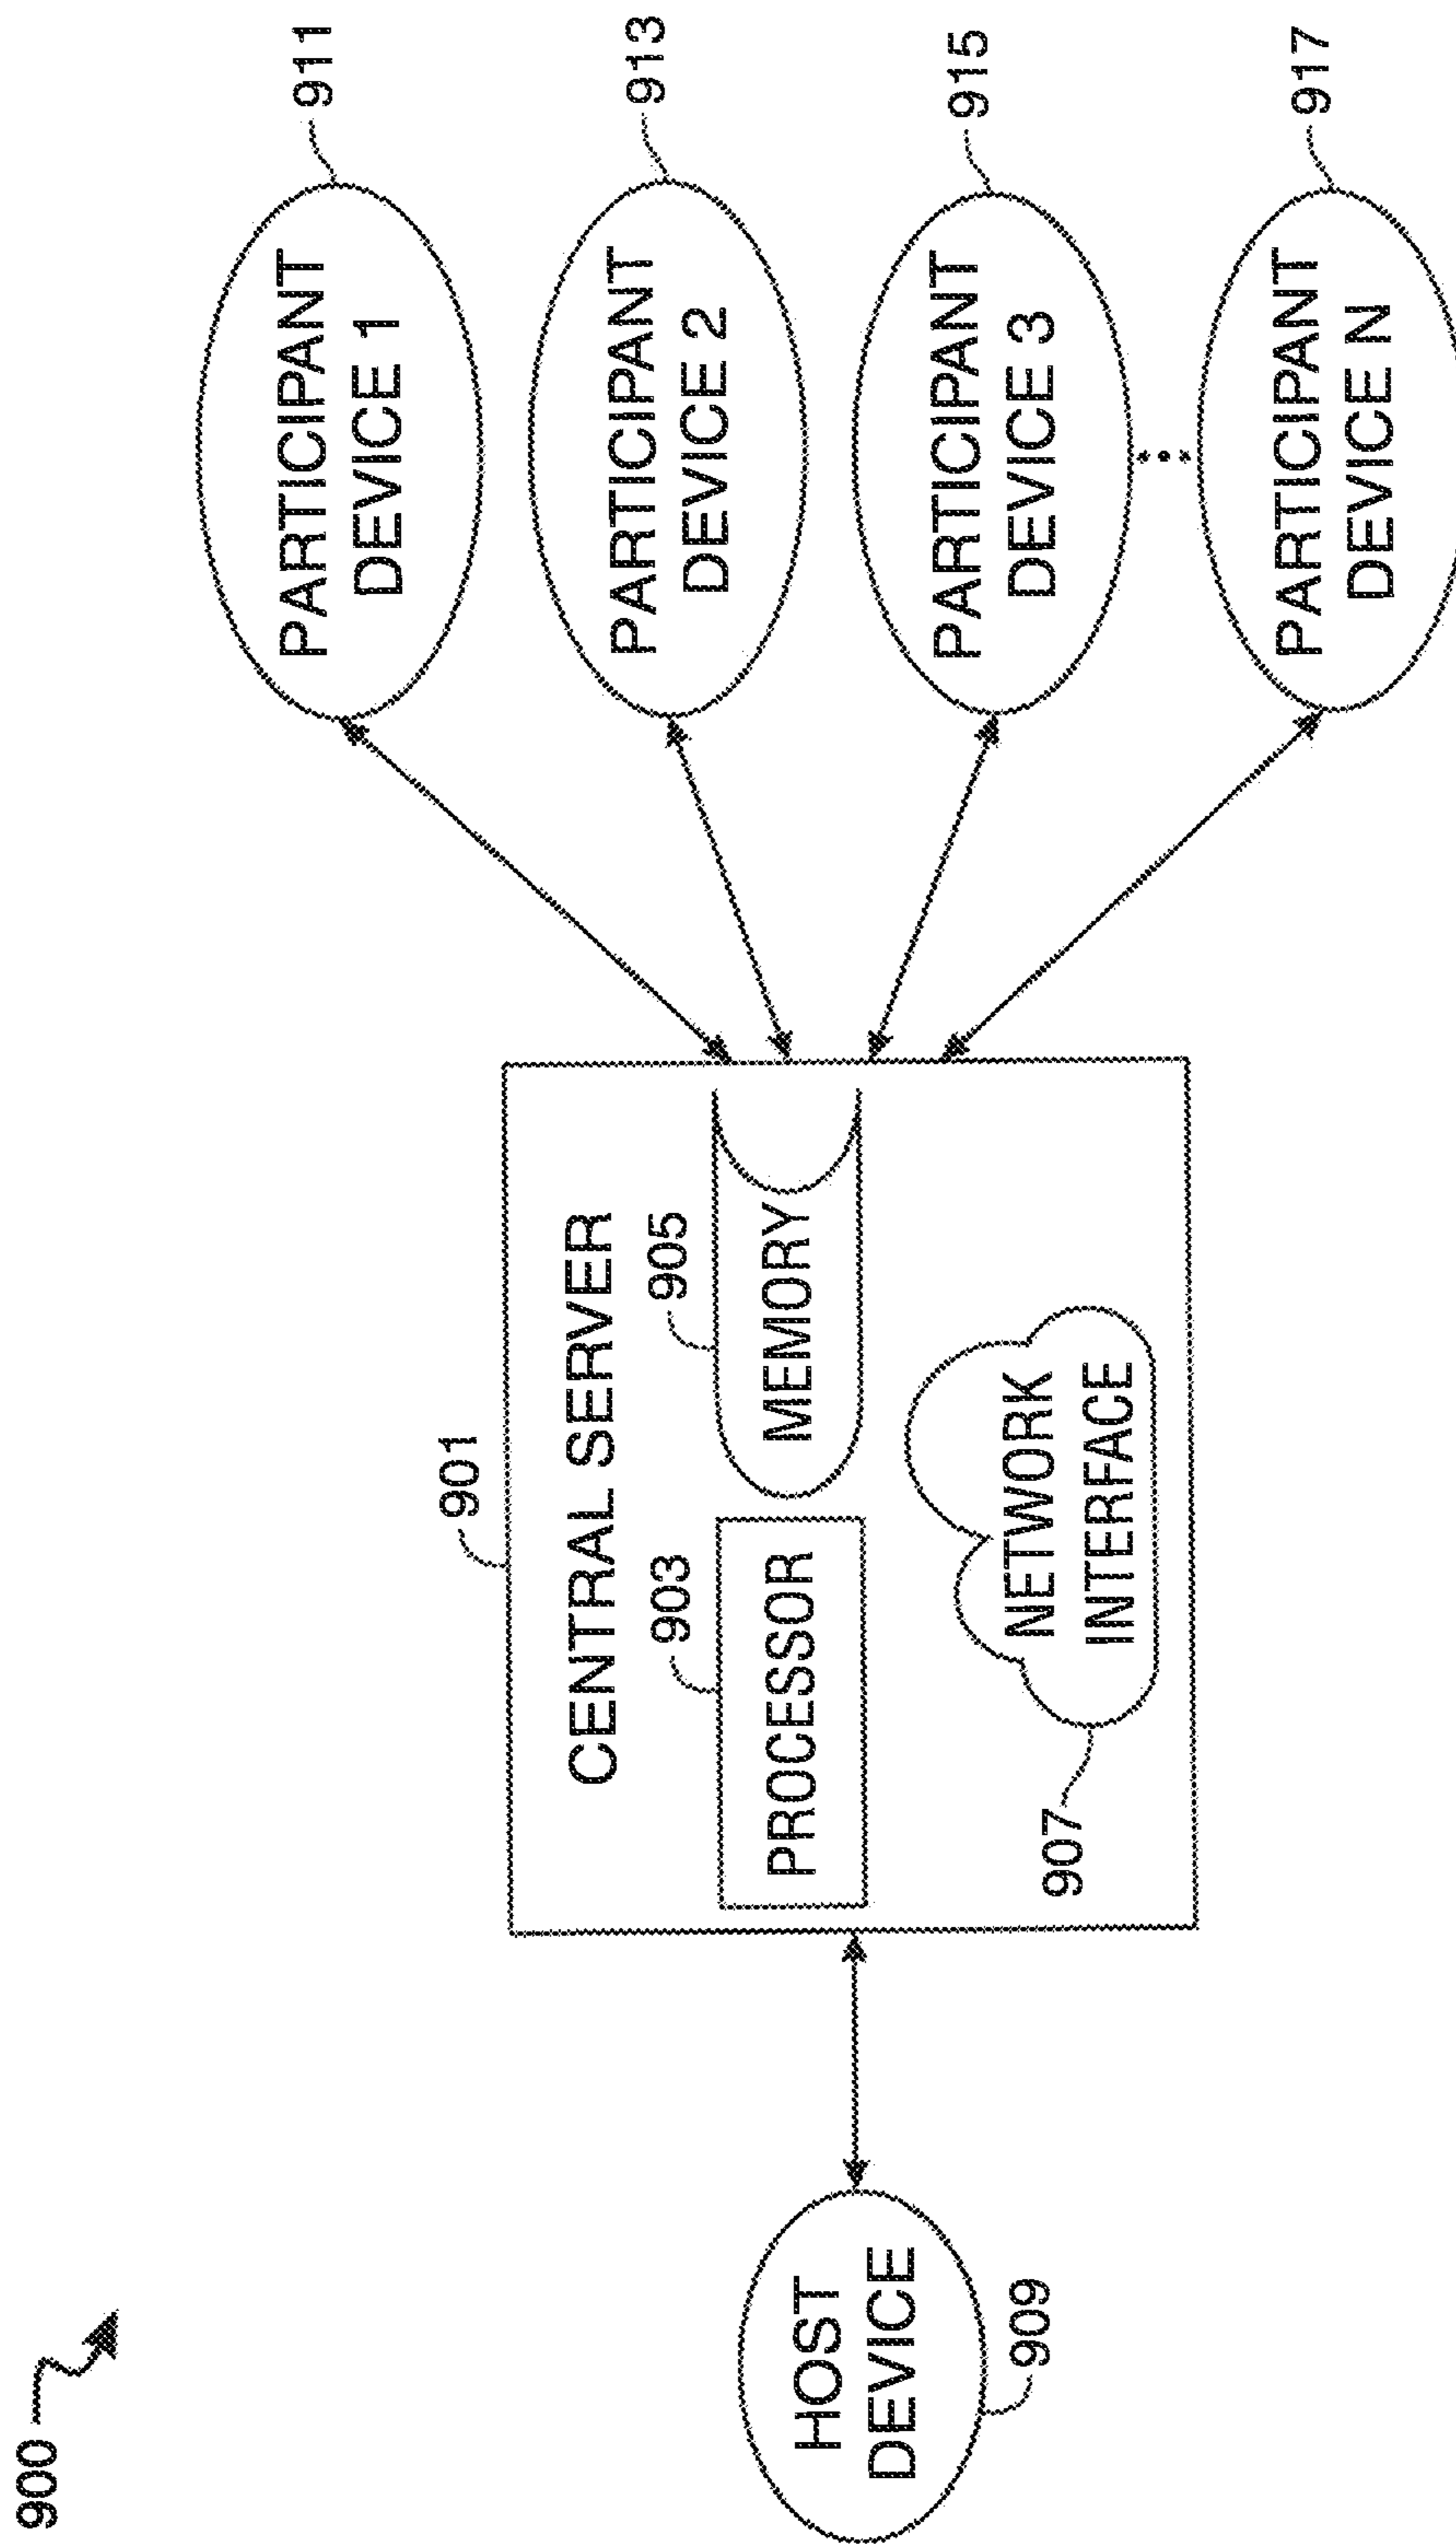 900
CENTRAL SERVER
901
PROCESSOR
903
MEMORY
905
NETWORK
INTERFACE
907
HOST
DEVICE
909
PARTICIPANT
DEVICE 1
911
PARTICIPANT
DEVICE 2
913
PARTICIPANT
DEVICE 3
915
PARTICIPANT
DEVICE N
917